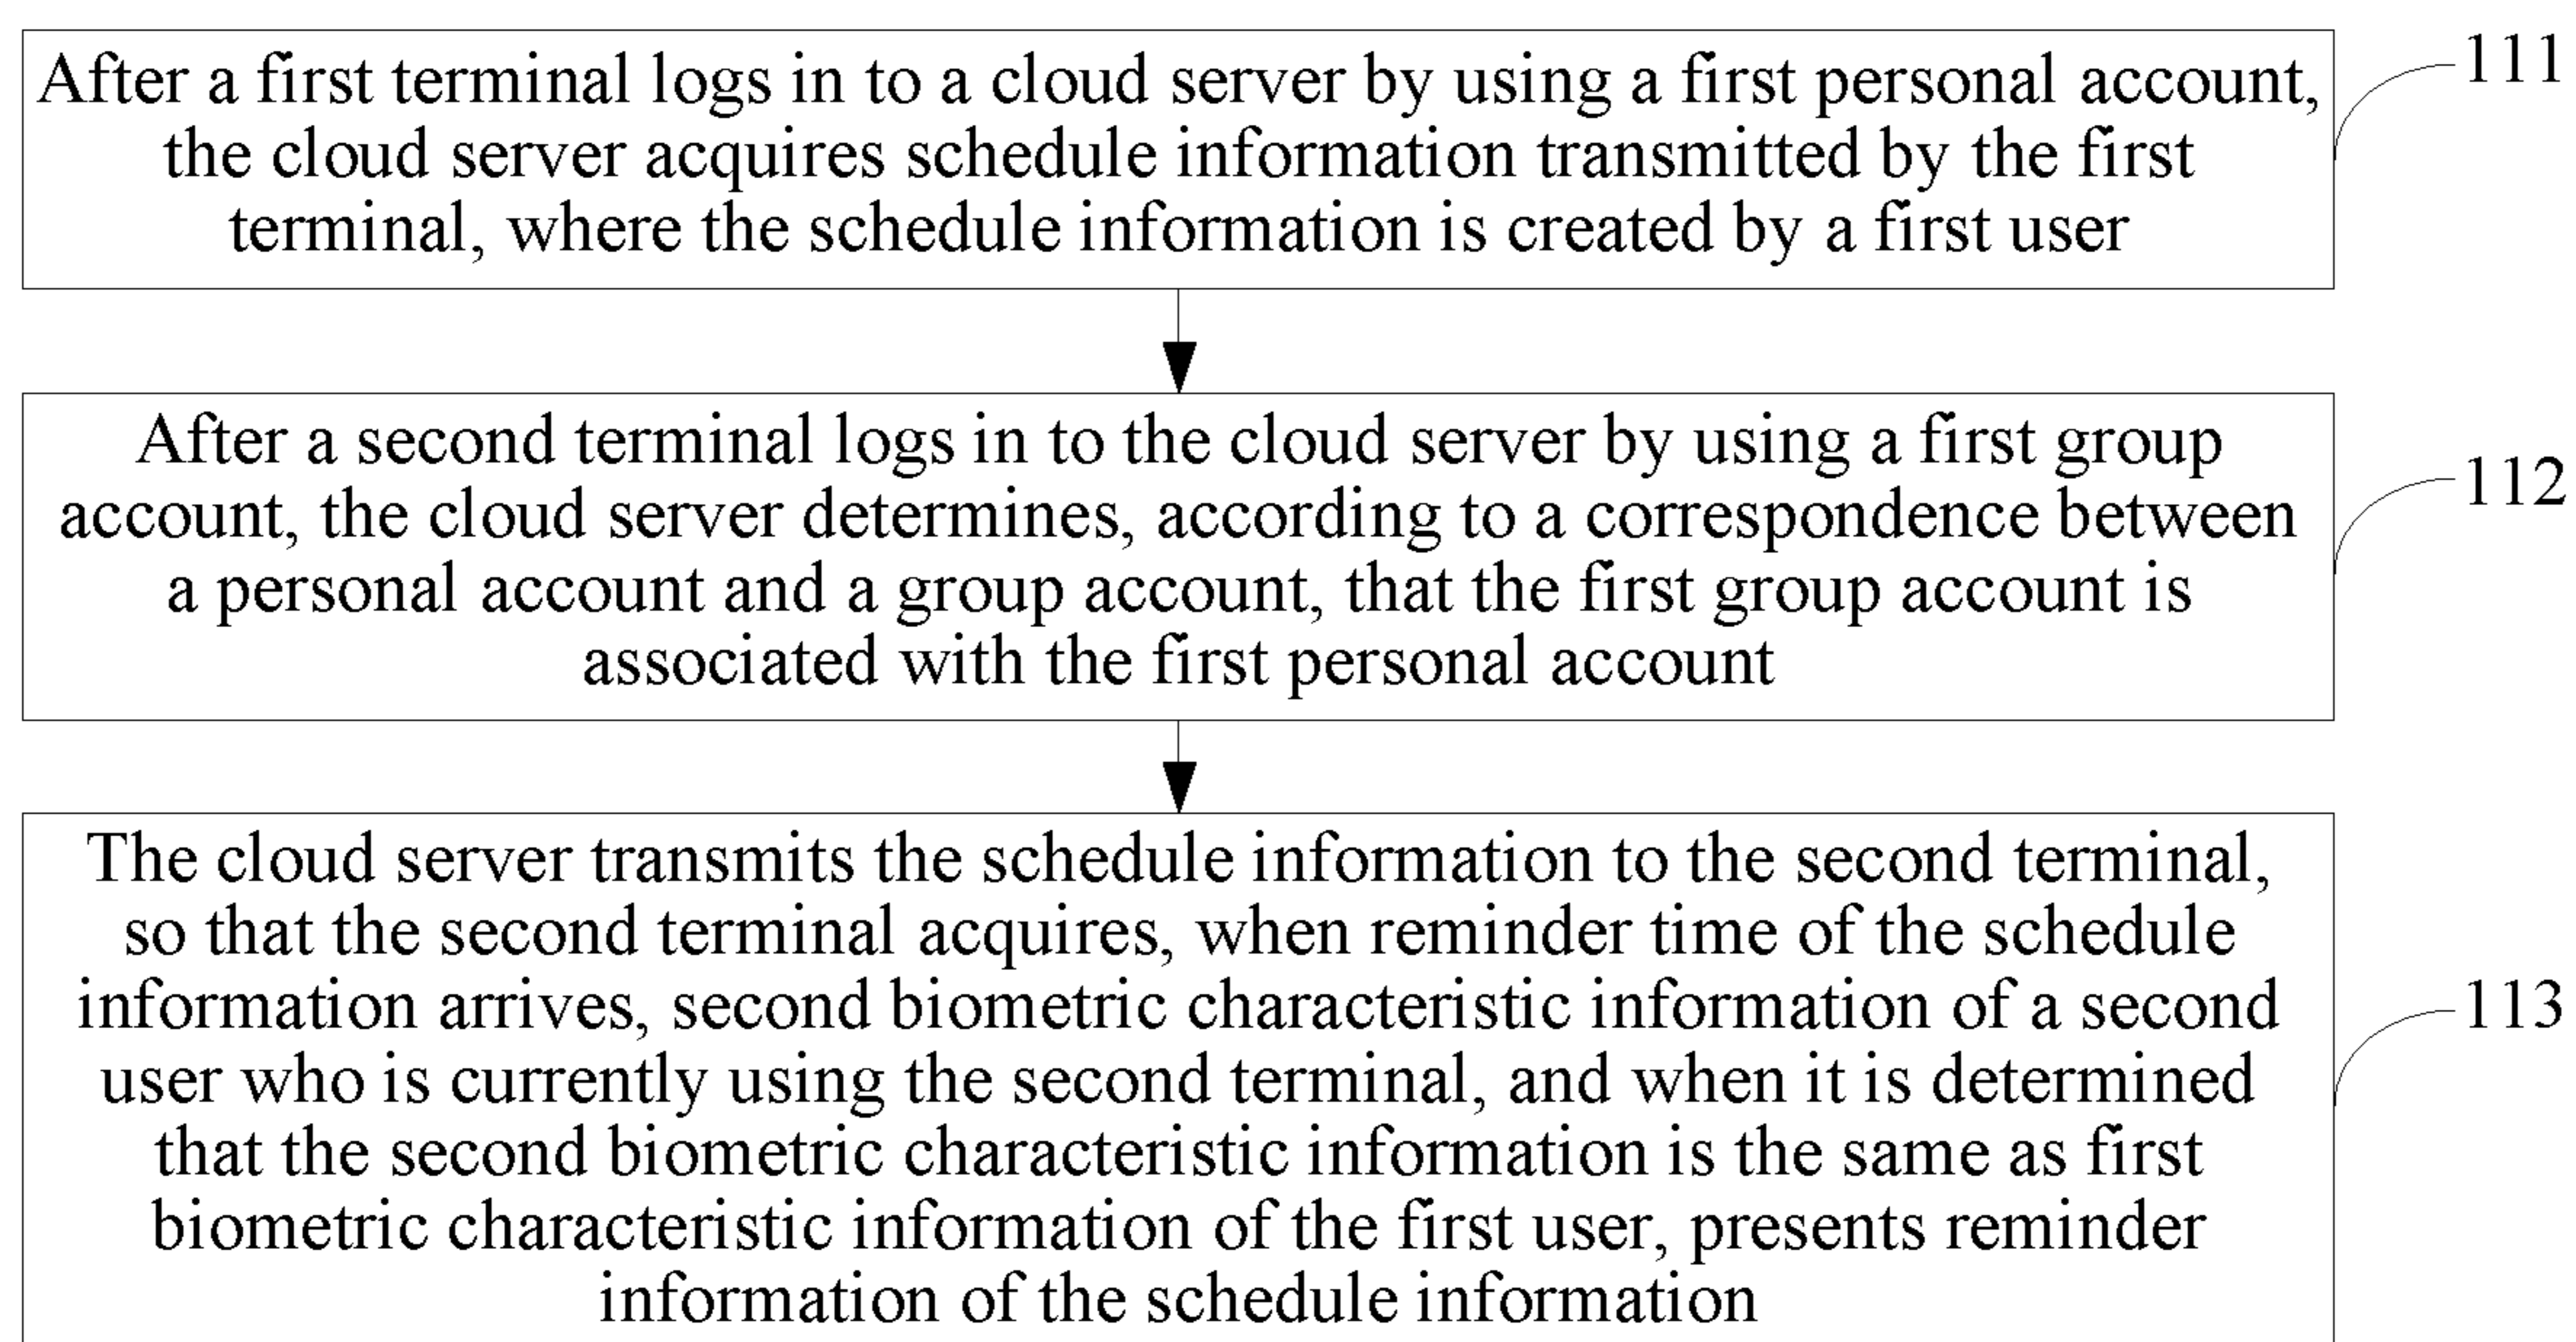 After a first terminal logs in to a cloud server by using a first personal account,
the cloud server acquires schedule information transmitted by the first
terminal, where the schedule information is created by a first user
111
After a second terminal logs in to the cloud server by using a first group
account, the cloud server determines, according to a correspondence between
a personal account and a group account, that the first group account is
associated with the first personal account
112
The cloud server transmits the schedule information to the second terminal,
so that the second terminal acquires, when reminder time of the schedule
information arrives, second biometric characteristic information of a second
user who is currently using the second terminal, and when it is determined
that the second biometric characteristic information is the same as first
biometric characteristic information of the first user, presents reminder
information of the schedule information
113